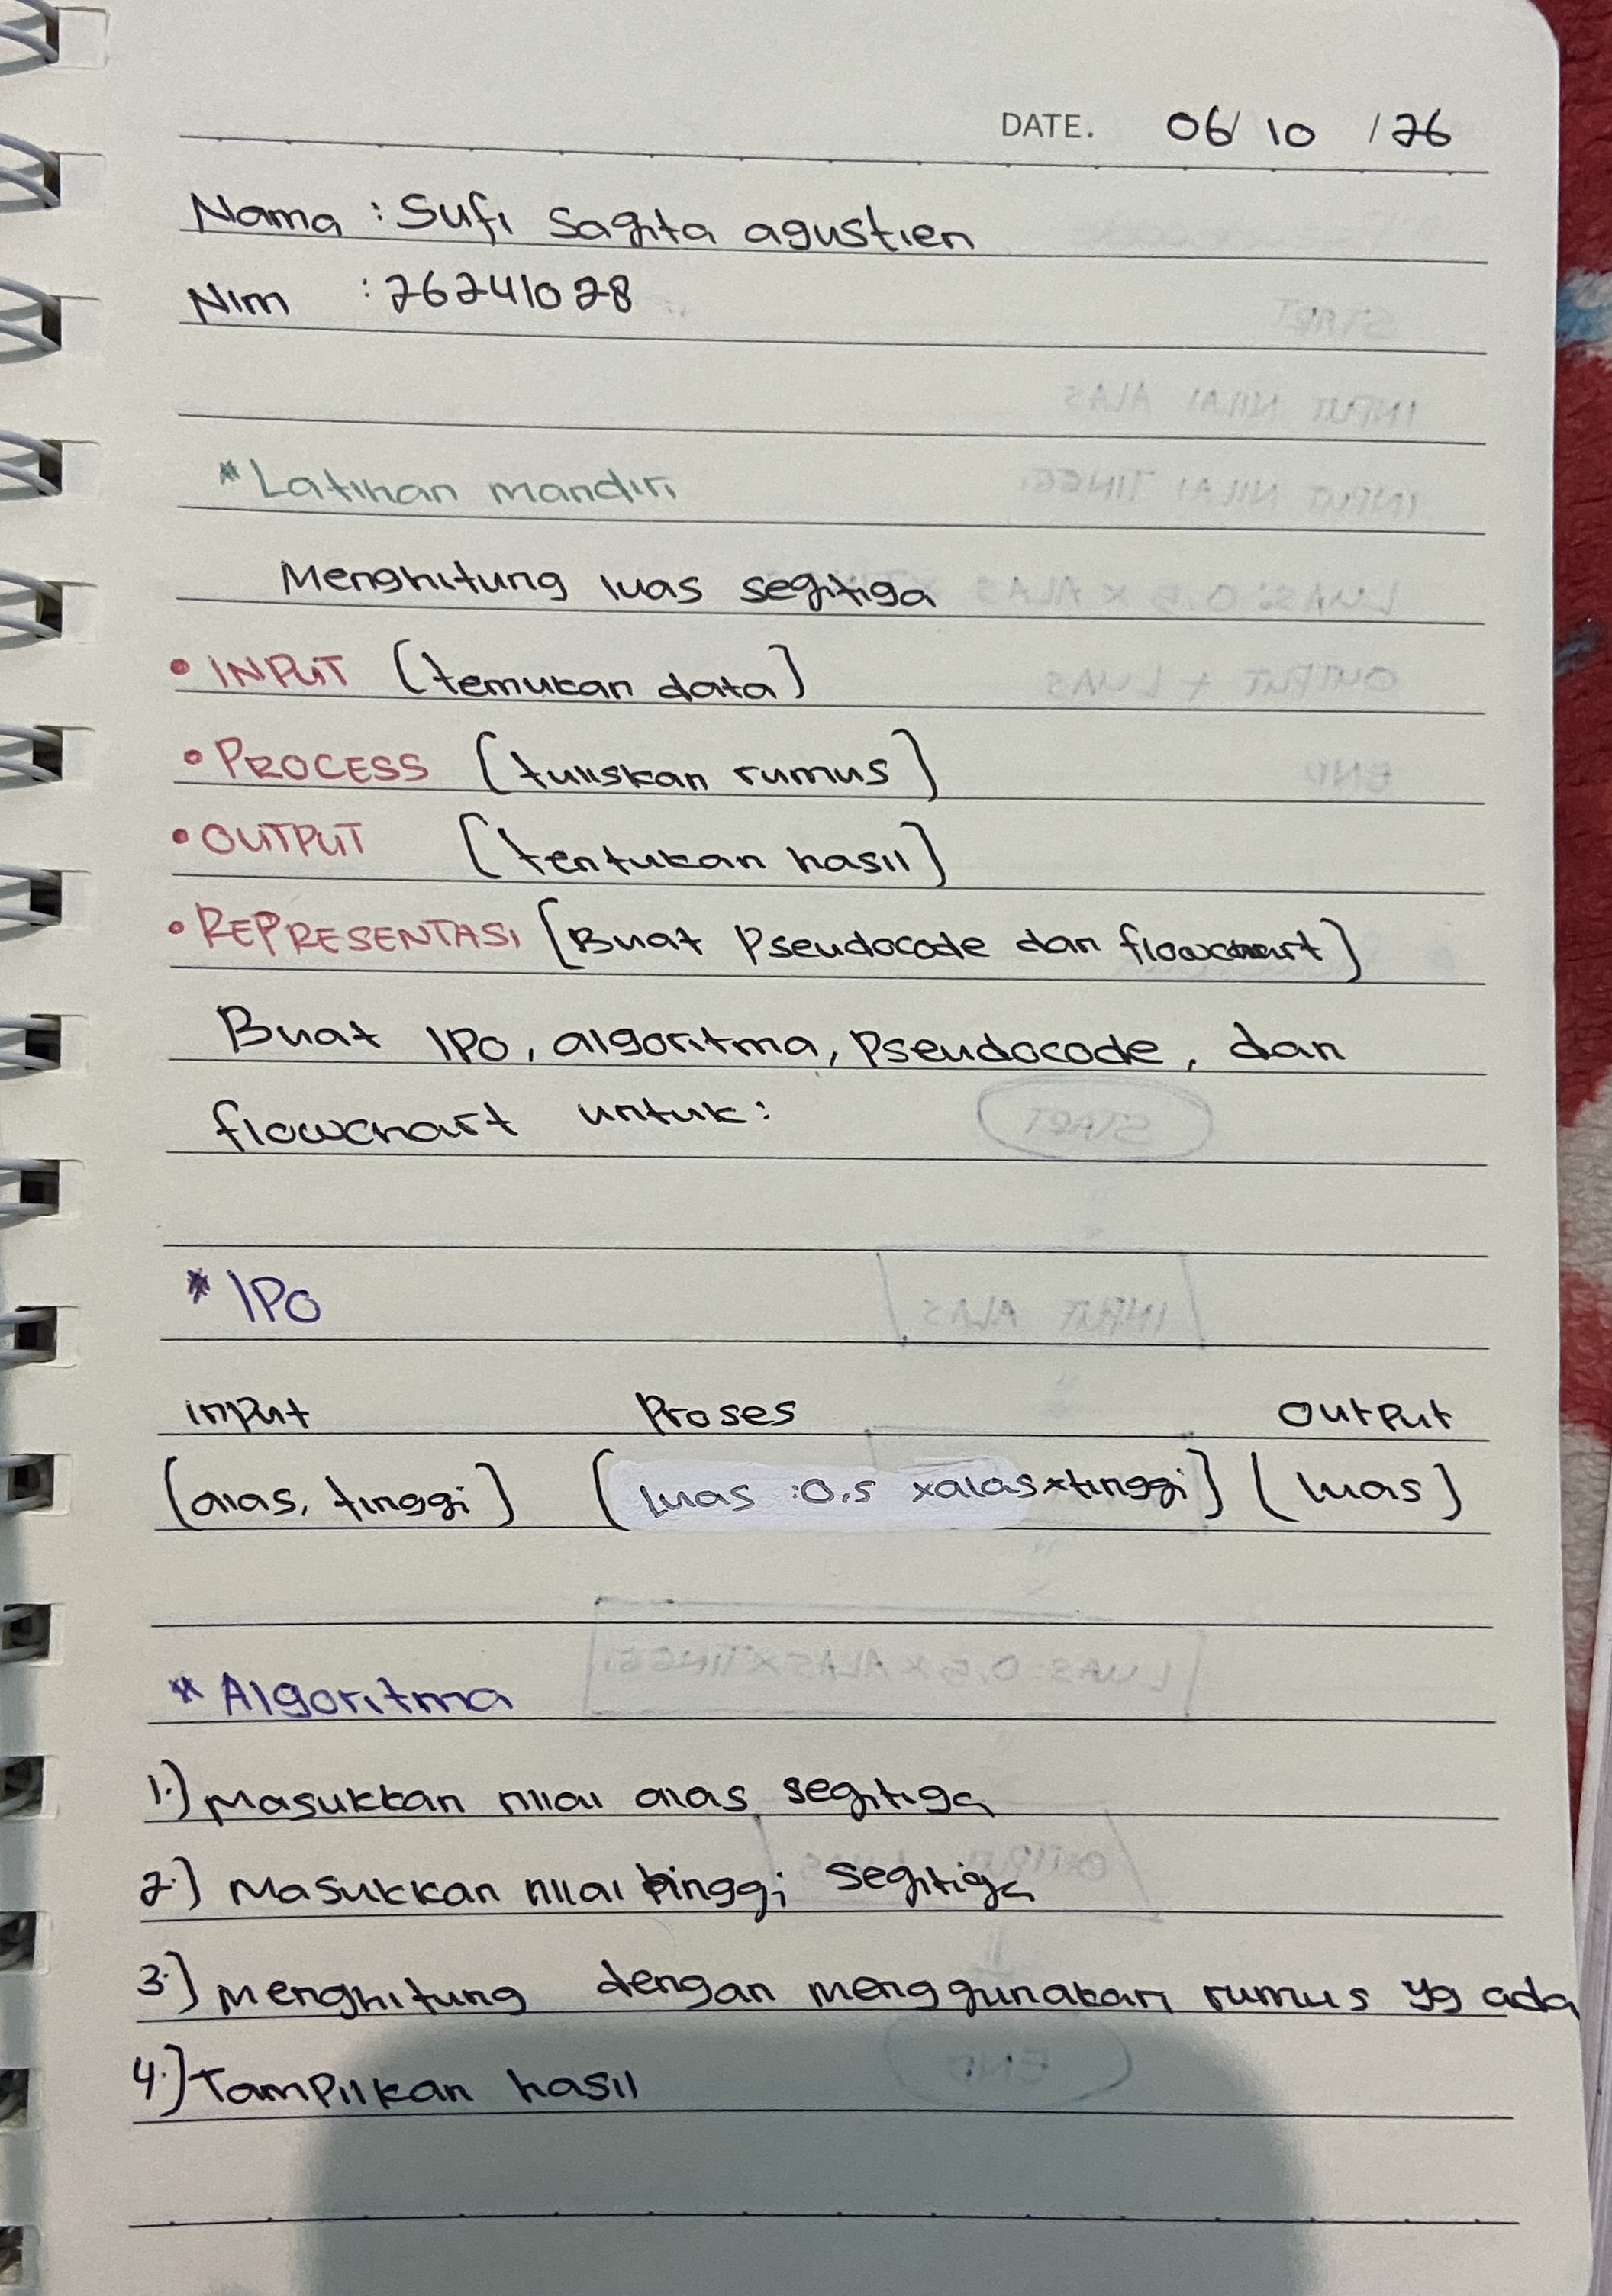 DATE. 06/ 10 / 26
Nama : Sufi Sagita agustien
Nim : 26241028
* Latihan mandiri
Menghitung luas segitiga
• INPUT (temukan data)
• PROCESS (tuliskan rumus)
• OUTPUT (tentukan hasil)
• REPRESENTASI (Buat Pseudocode dan flowchart)
Buat IPO, algoritma, Pseudocode, dan
flowchart untuk:
* IPO
input Proses Output
(alas, tinggi) (Luas :0.5 xalasxtinggi) (luas)
* Algoritma
1.) Masukkan nilai alas segitiga
2.) Masukkan nilai tinggi segitiga
3.) Menghitung dengan menggunakan rumus yg ada
4.) Tampilkan hasil